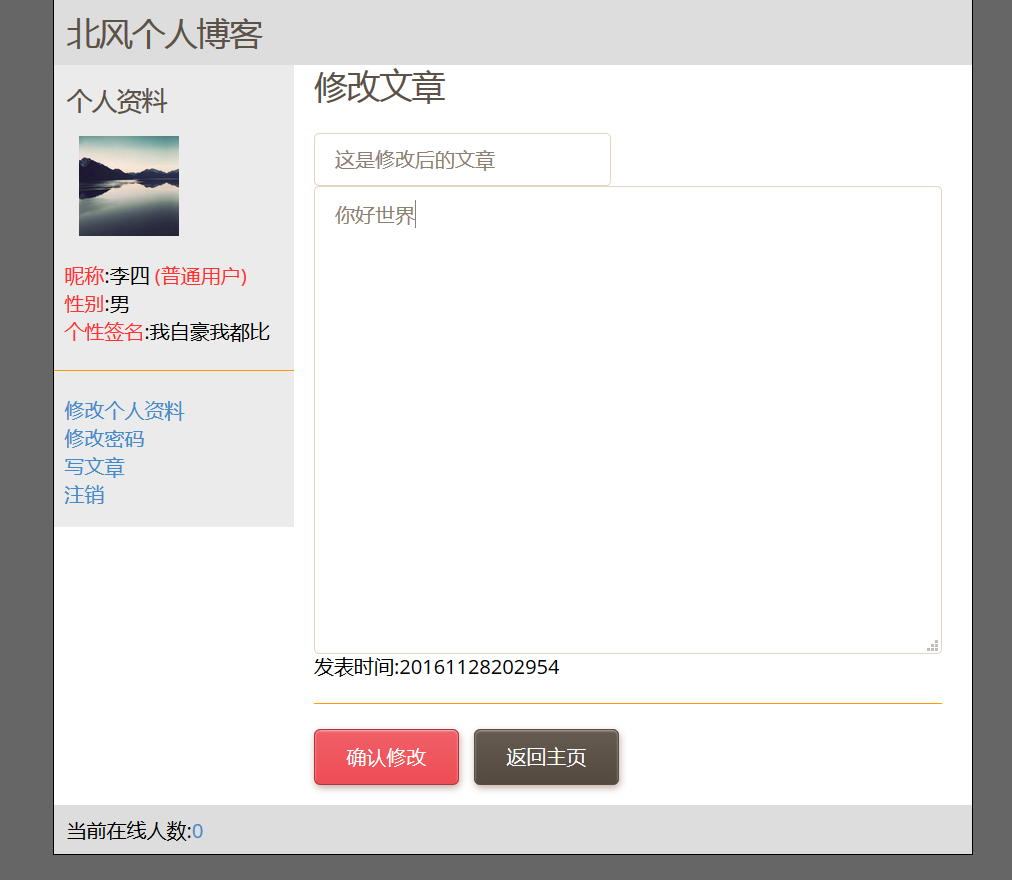 北风个人博客
个人资料
昵称:李四 (普通用户)
性别:男
个性签名:我自豪我都比
修改个人资料
修改密码
写文章
注销
修改文章
这是修改后的文章
你好世界
发表时间:20161128202954
确认修改
返回主页
当前在线人数:0